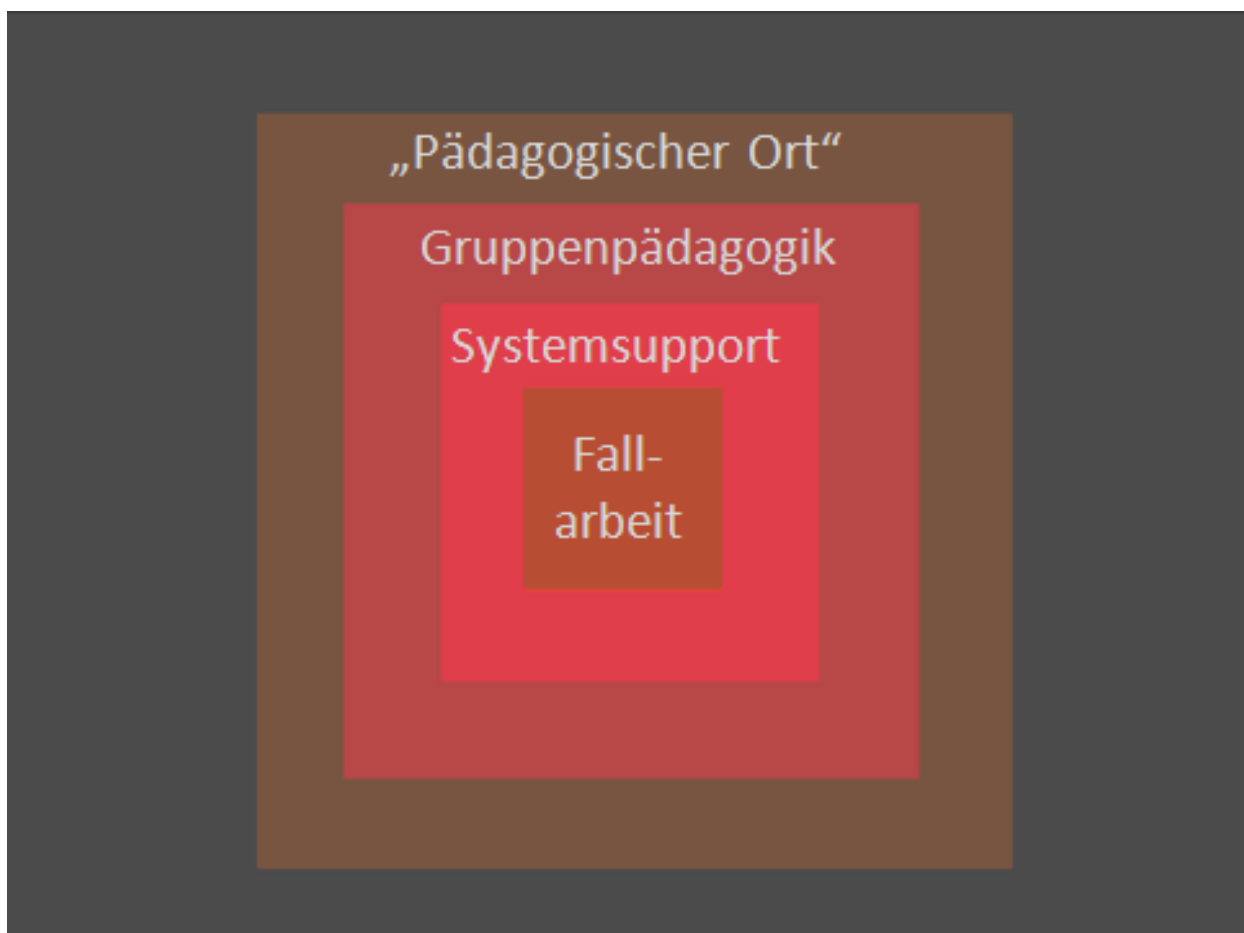 „Pädagogischer Ort“
Gruppenpädagogik
Systemsupport
Fall-
arbeit